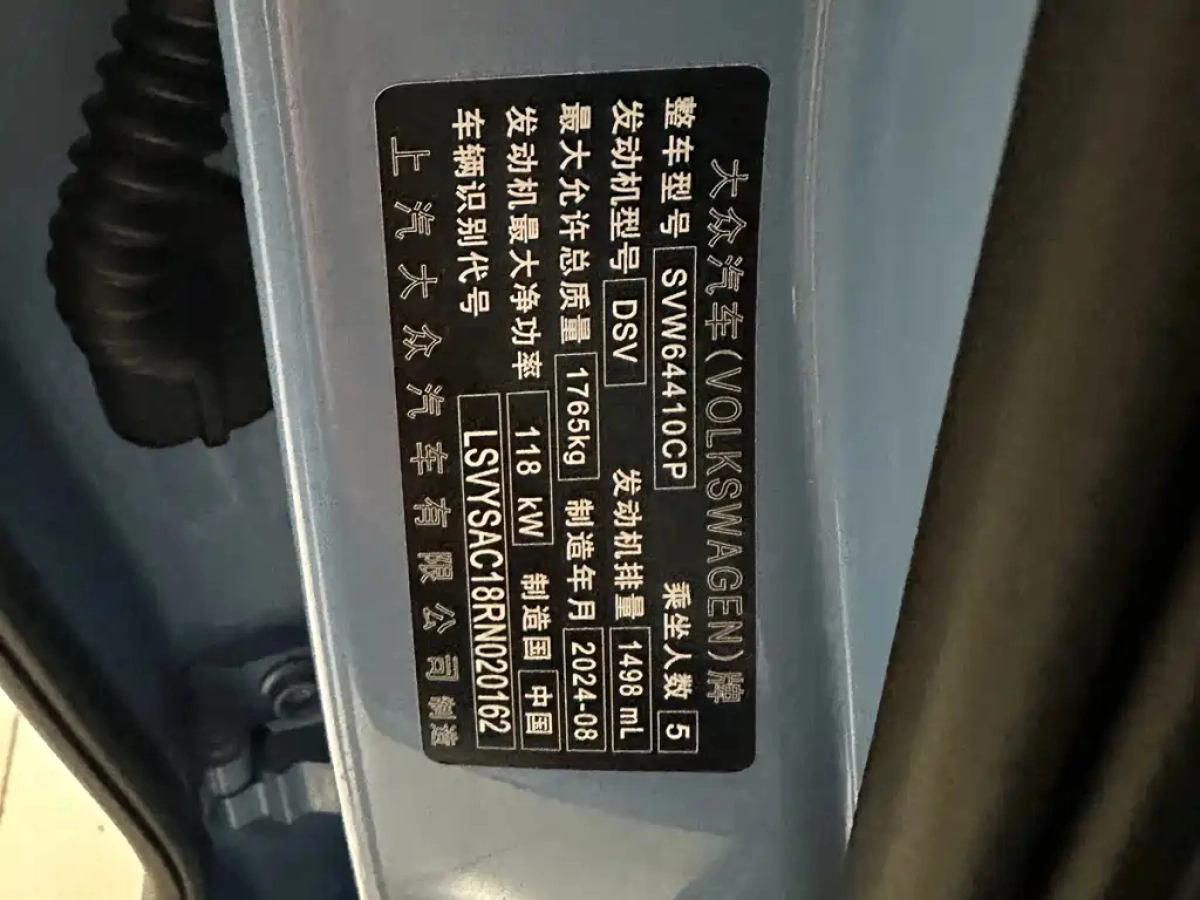 大众汽车(VOLKSWAGEN)牌
整车型号 SVW64410CP 乘坐人数 5
发动机型号 DSV 发动机排量 1498 mL
最大允许总质量 1765kg 制造年月 2024-08
发动机最大净功率 118 kW 制造国 中国
车辆识别代号 LSVYSAC18RN020162
上汽大众汽车有限公司制造